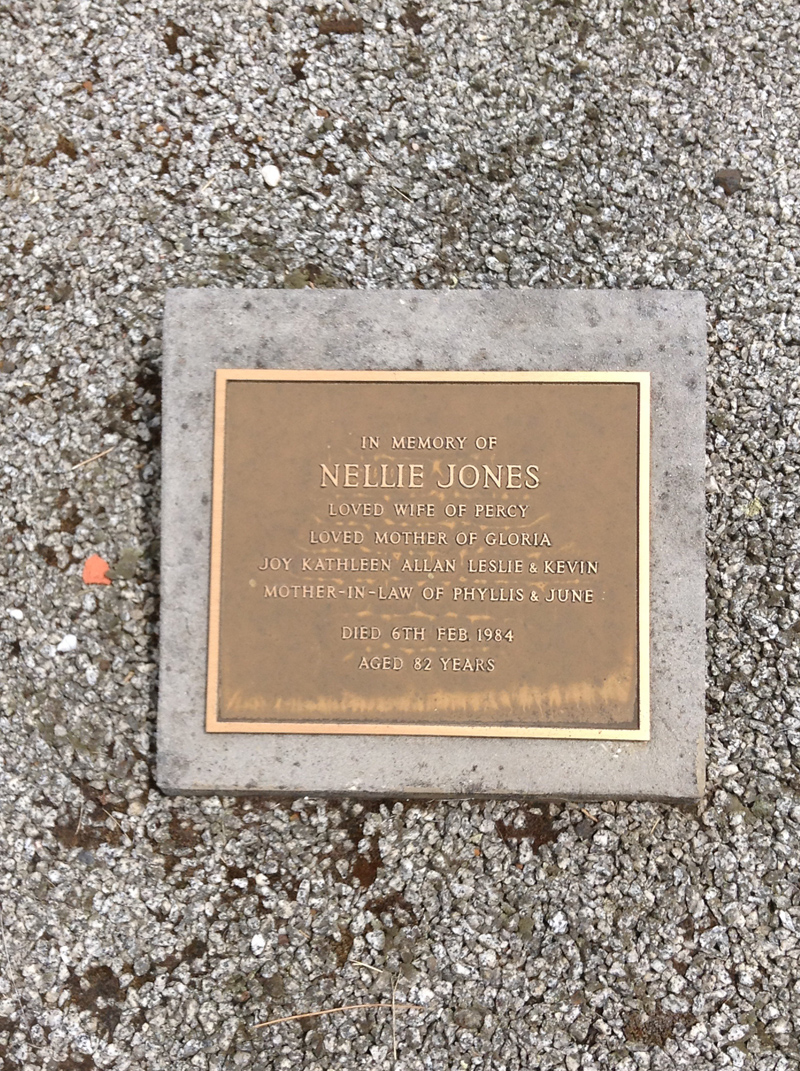 IN MEMORY OF
NELLIE JONES
LOVED WIFE OF PERCY
LOVED MOTHER OF GLORIA
JOY KATHLEEN ALLAN LESLIE & KEVIN
MOTHER-IN-LAW OF PHYLLIS & JUNE
DIED 6TH FEB. 1984
AGED 82 YEARS